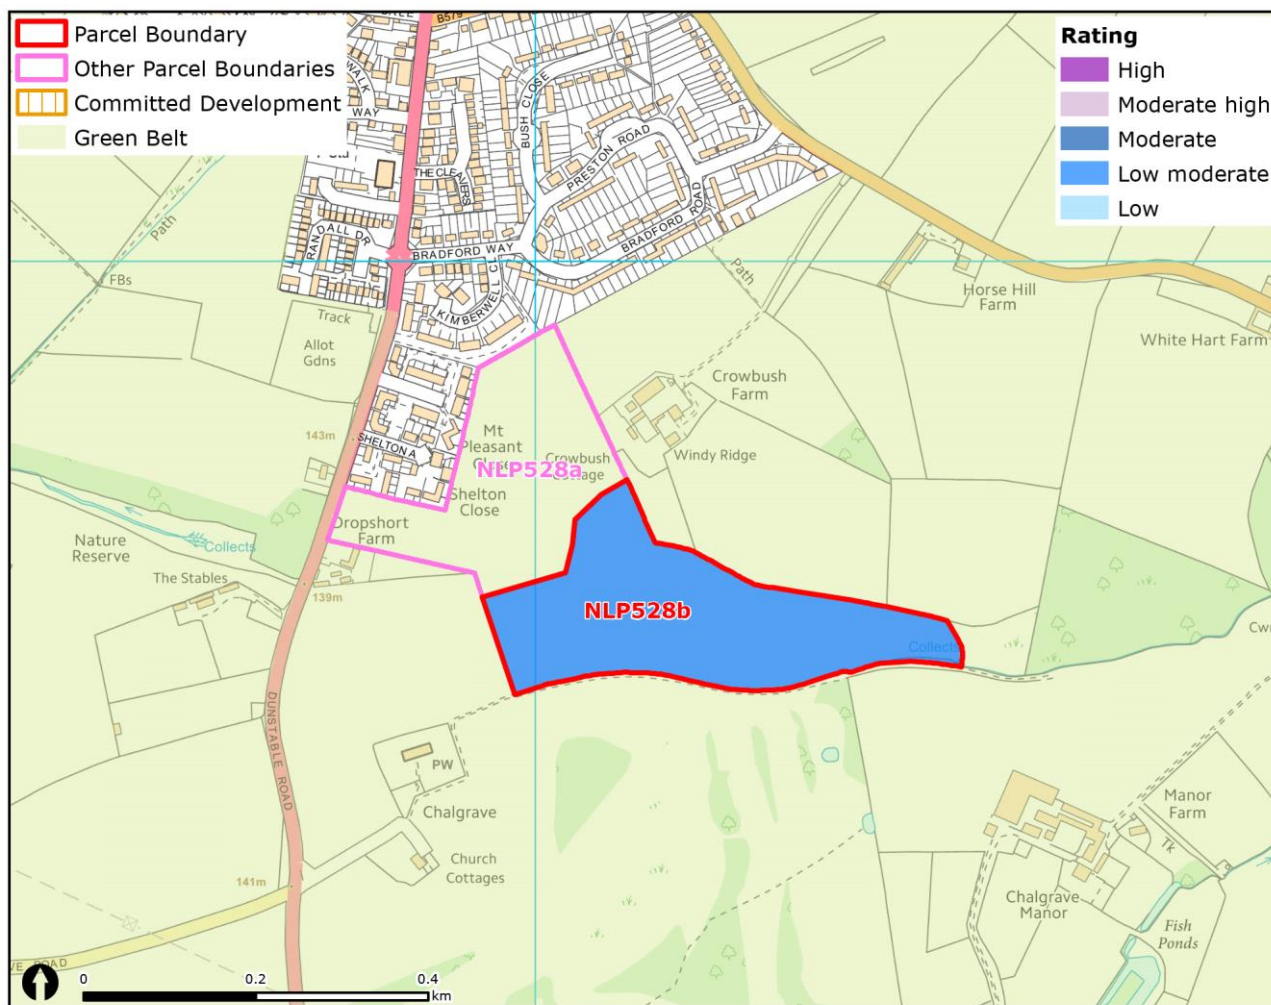 Parcel Boundary
Other Parcel Boundaries
Committed Development
Green Belt
Rating
High
Moderate high
Moderate
Low moderate
Low
B579
WALK
WAY
BUSH CLOSE
THE CLEAVERS
PRESTON ROAD
RANDALL DR
BRADFORD WAY
BRADFORD ROAD
KIMBERWELL CL
Path
FBs
Path
Horse Hill
Farm
White Hart Farm
Track
Allot
Gdns
Crowbush
Farm
143m
SHELTON A
Mt
Pleasant
Close
NLP528a
Crowbush
Cottage
Windy Ridge
Shelton
Close
Dropshort
Farm
Nature
Reserve
Collects
The Stables
139m
NLP528b
Collects
DUNSTABLE ROAD
PW
Chalgrave
Church
Cottages
141m
Manor
Farm
Tk
Chalgrave
Manor
Fish
Ponds
ROAD
0
0.2
0.4
km